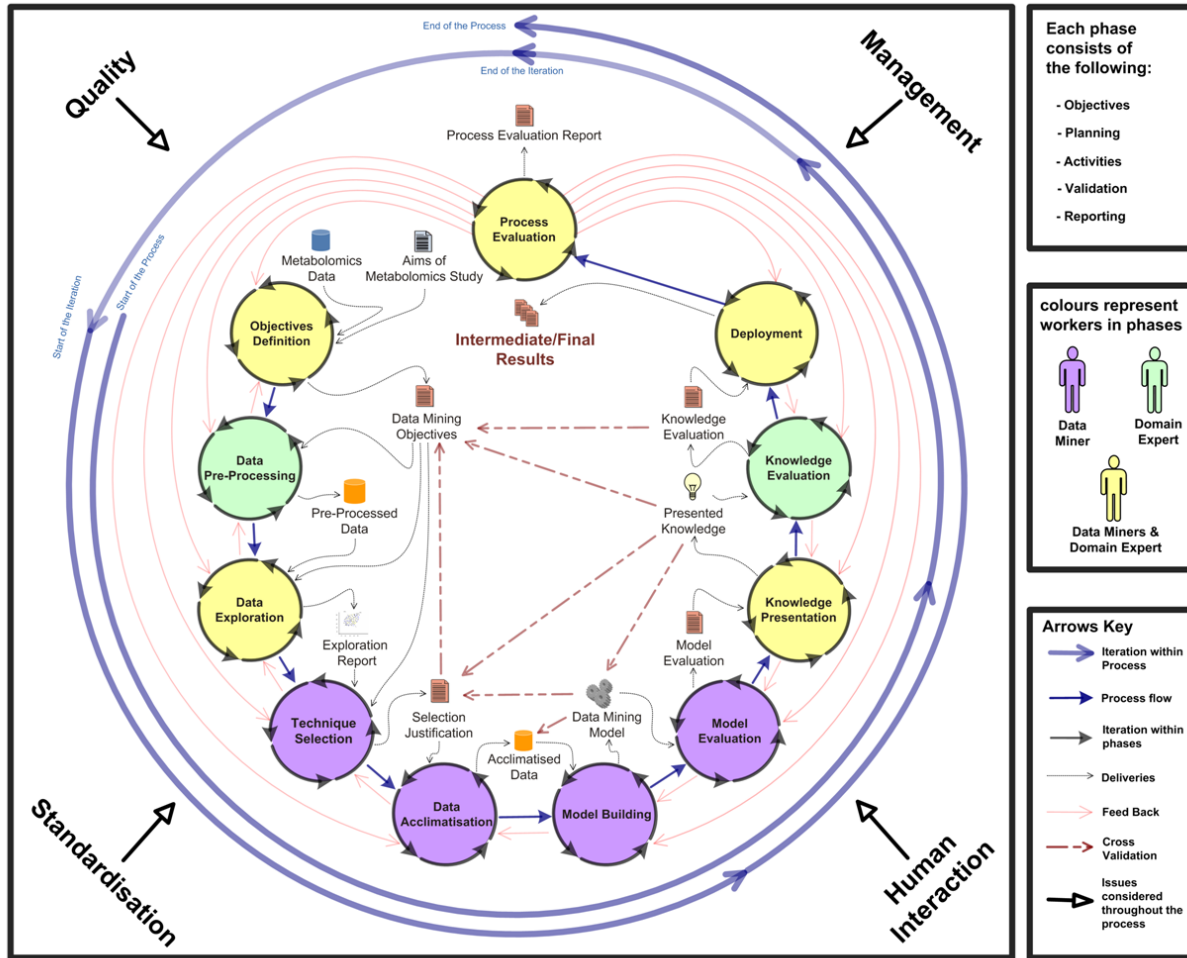 End of the Process
End of the Iteration
Quality
Management
Process Evaluation Report
Process
Evaluation
Metabolomics
Data
Aims of
Metabolomics Study
Start of the Iteration
Start of the Process
Objectives
Definition
Intermediate/Final
Results
Deployment
Data Mining
Objectives
Knowledge
Evaluation
Data
Pre-Processing
Knowledge
Evaluation
Pre-Processed
Data
Presented
Knowledge
Data
Exploration
Knowledge
Presentation
Exploration
Report
Model
Evaluation
Technique
Selection
Selection
Justification
Data Mining
Model
Model
Evaluation
Acclimatised
Data
Data
Acclimatisation
Model Building
Standardisation
Human
Interaction
Each phase
consists of
the following:
- Objectives
- Planning
- Activities
- Validation
- Reporting
colours represent
workers in phases
Data
Miner
Domain
Expert
Data Miners &
Domain Expert
Arrows Key
Iteration within
Process
Process flow
Iteration within
phases
Deliveries
Feed Back
Cross
Validation
Issues
considered
throughout the
process